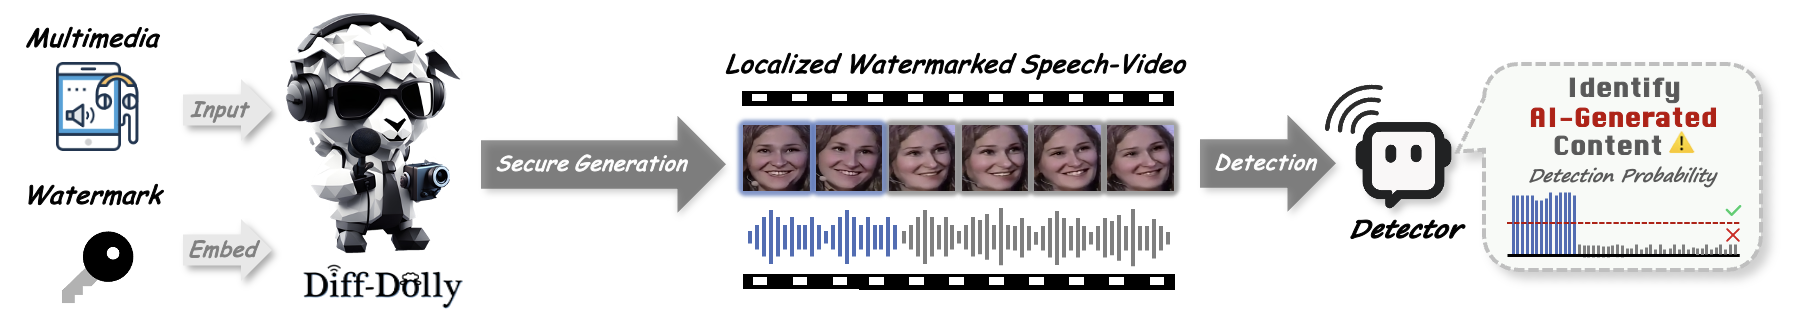 Multimedia
Input
Watermark
Embed
Diff-Dolly
Secure Generation
Localized Watermarked Speech-Video
Detection
Detector
Identify
AI-Generated
Content
Detection Probability